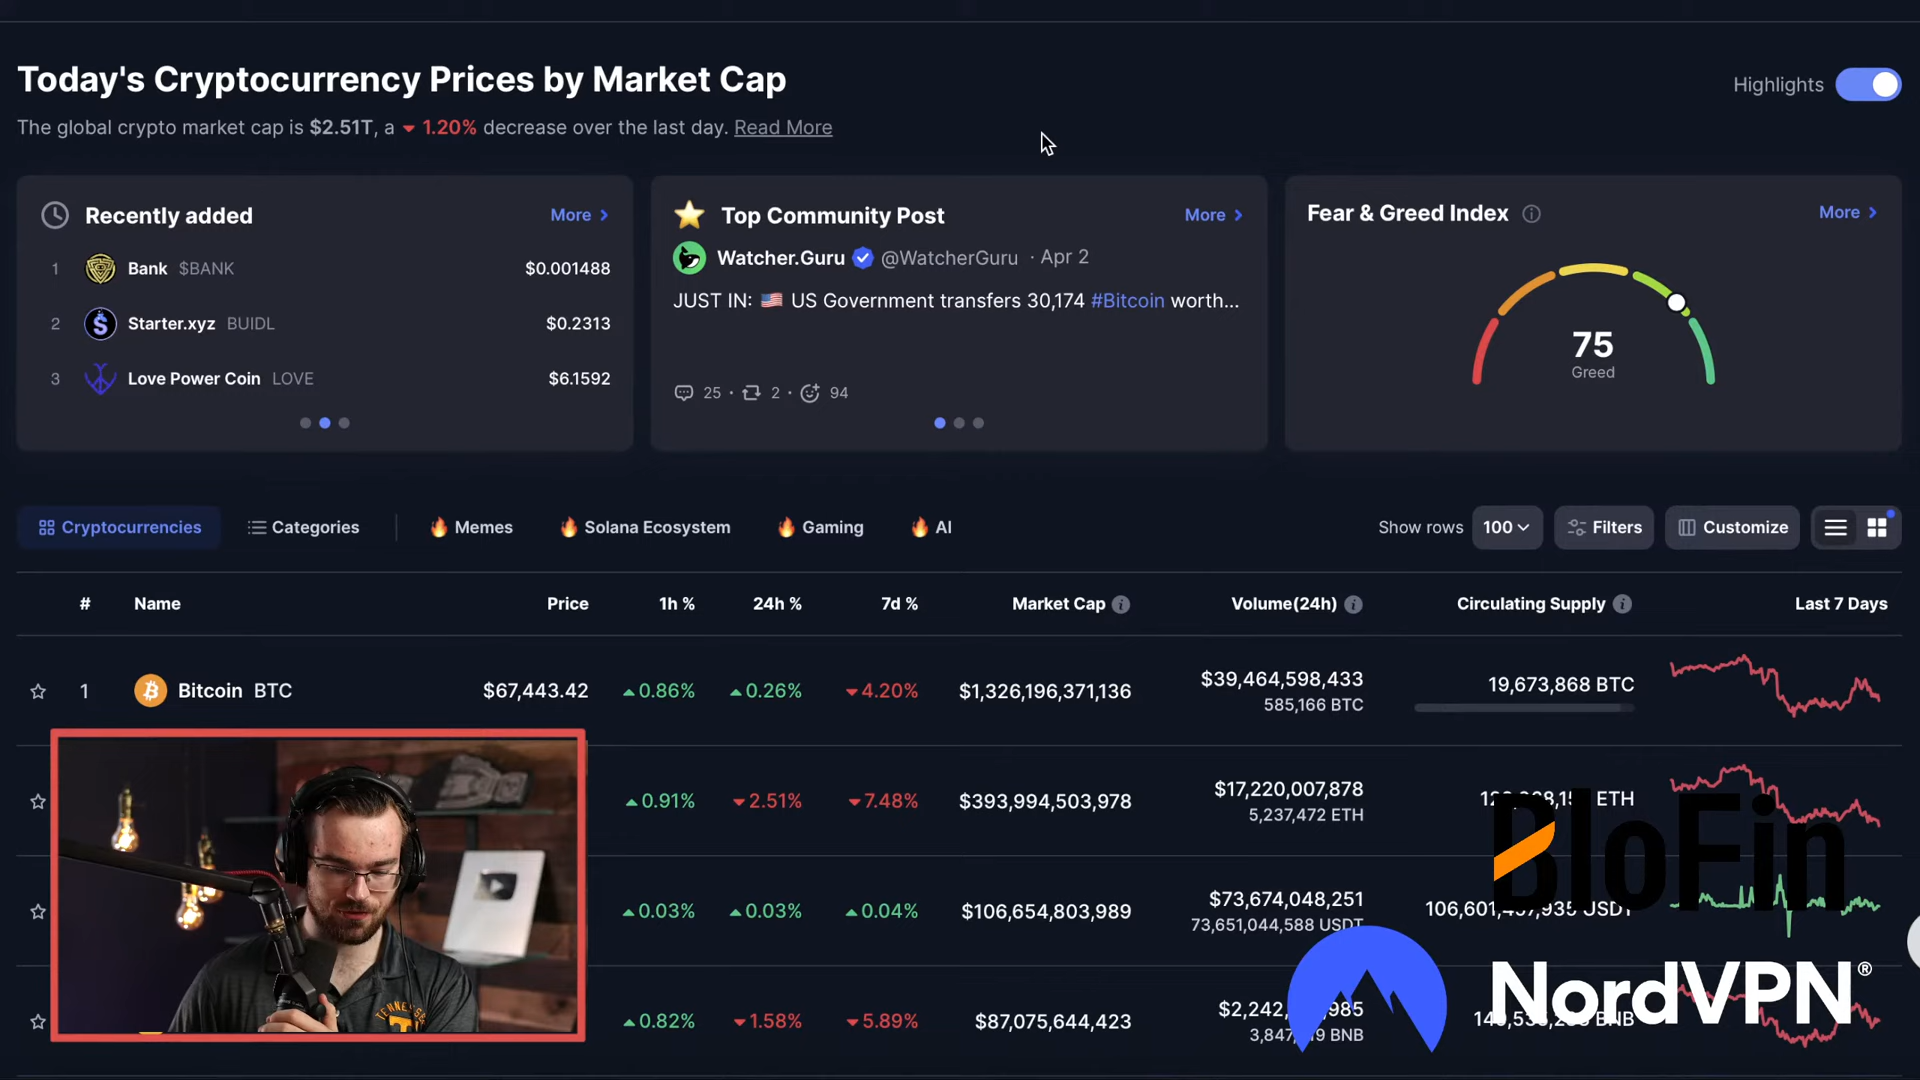 Today's Cryptocurrency Prices by Market Cap
Highlights
The global crypto market cap is $2.51T, a 1.20% decrease over the last day. Read More
Recently added
More
1 Bank $BANK $0.001488
2 Starter.xyz BUIDL $0.2313
3 Love Power Coin LOVE $6.1592
Top Community Post
More
Watcher.Guru @WatcherGuru · Apr 2
JUST IN: 🇺🇸 US Government transfers 30,174 #Bitcoin worth...
25 · 2 · 94
Fear & Greed Index
More
75
Greed
Cryptocurrencies Categories Memes Solana Ecosystem Gaming AI
Show rows 100 Filters Customize
# Name Price 1h % 24h % 7d % Market Cap Volume(24h) Circulating Supply Last 7 Days
1 Bitcoin BTC $67,443.42 0.86% 0.26% 4.20% $1,326,196,371,136 $39,464,598,433 19,673,868 BTC
585,166 BTC
0.91% 2.51% 7.48% $393,994,503,978 $17,220,007,878 ETH
5,237,472 ETH
BloFin
0.03% 0.03% 0.04% $106,654,803,989 $73,674,048,251 USDT
73,651,044,588 USDT
NordVPN®
0.82% 1.58% 5.89% $87,075,644,423 BNB
BNB
TENNESSEE